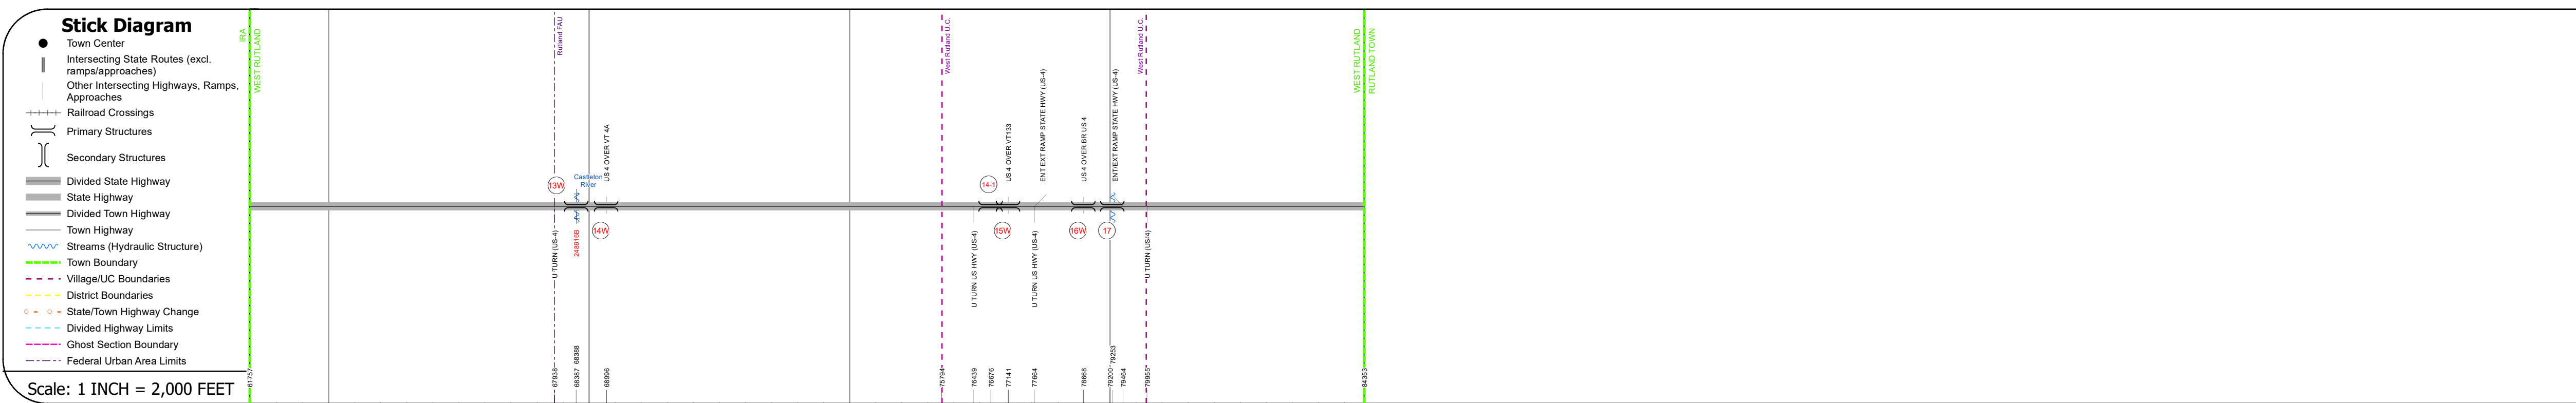 Stick Diagram
Town Center
Intersecting State Routes (excl.
ramps/approaches)
Other Intersecting Highways, Ramps,
Approaches
Railroad Crossings
Primary Structures
Secondary Structures
Divided State Highway
State Highway
Divided Town Highway
Town Highway
Streams (Hydraulic Structure)
Town Boundary
Village/UC Boundaries
District Boundaries
State/Town Highway Change
Divided Highway Limits
Ghost Section Boundary
Federal Urban Area Limits
Scale: 1 INCH = 2,000 FEET
IRA
WEST RUTLAND
61757
Rutland FAU
13W
U TURN (US-4)
67938
Castleton
River
248916B
68387
68388
US 4 OVER VT 4A
14W
68996
West Rutland U.C.
75794
U TURN US HWY (US-4)
76439
14-1
76676
US 4 OVER VT133
15W
77141
ENT EXT RAMP STATE HWY (US-4)
U TURN US HWY (US-4)
77664
US 4 OVER BIR US 4
16W
78668
ENT/EXT RAMP STATE HWY (US-4)
17
79200
79253
79464
West Rutland U.C.
U TURN (US-4)
79955
WEST RUTLAND
RUTLAND TOWN
84353